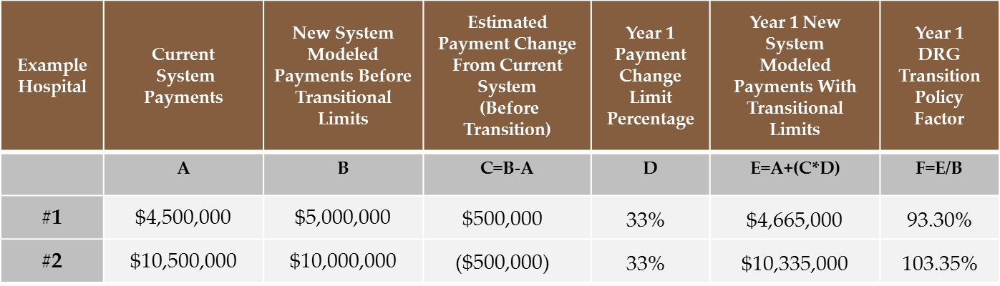 Example
Hospital
Current
System
Payments
New System
Modeled
Payments Before
Transitional
Limits
Estimated
Payment Change
From Current
System
(Before
Transition)
Year 1
Payment
Change
Limit
Percentage
Year 1 New
System
Modeled
Payments With
Transitional
Limits
Year 1
DRG
Transition
Policy
Factor
A B C=B-A D E=A+(C*D) F=E/B
#1 $4,500,000 $5,000,000 $500,000 33% $4,665,000 93.30%
#2 $10,500,000 $10,000,000 ($500,000) 33% $10,335,000 103.35%